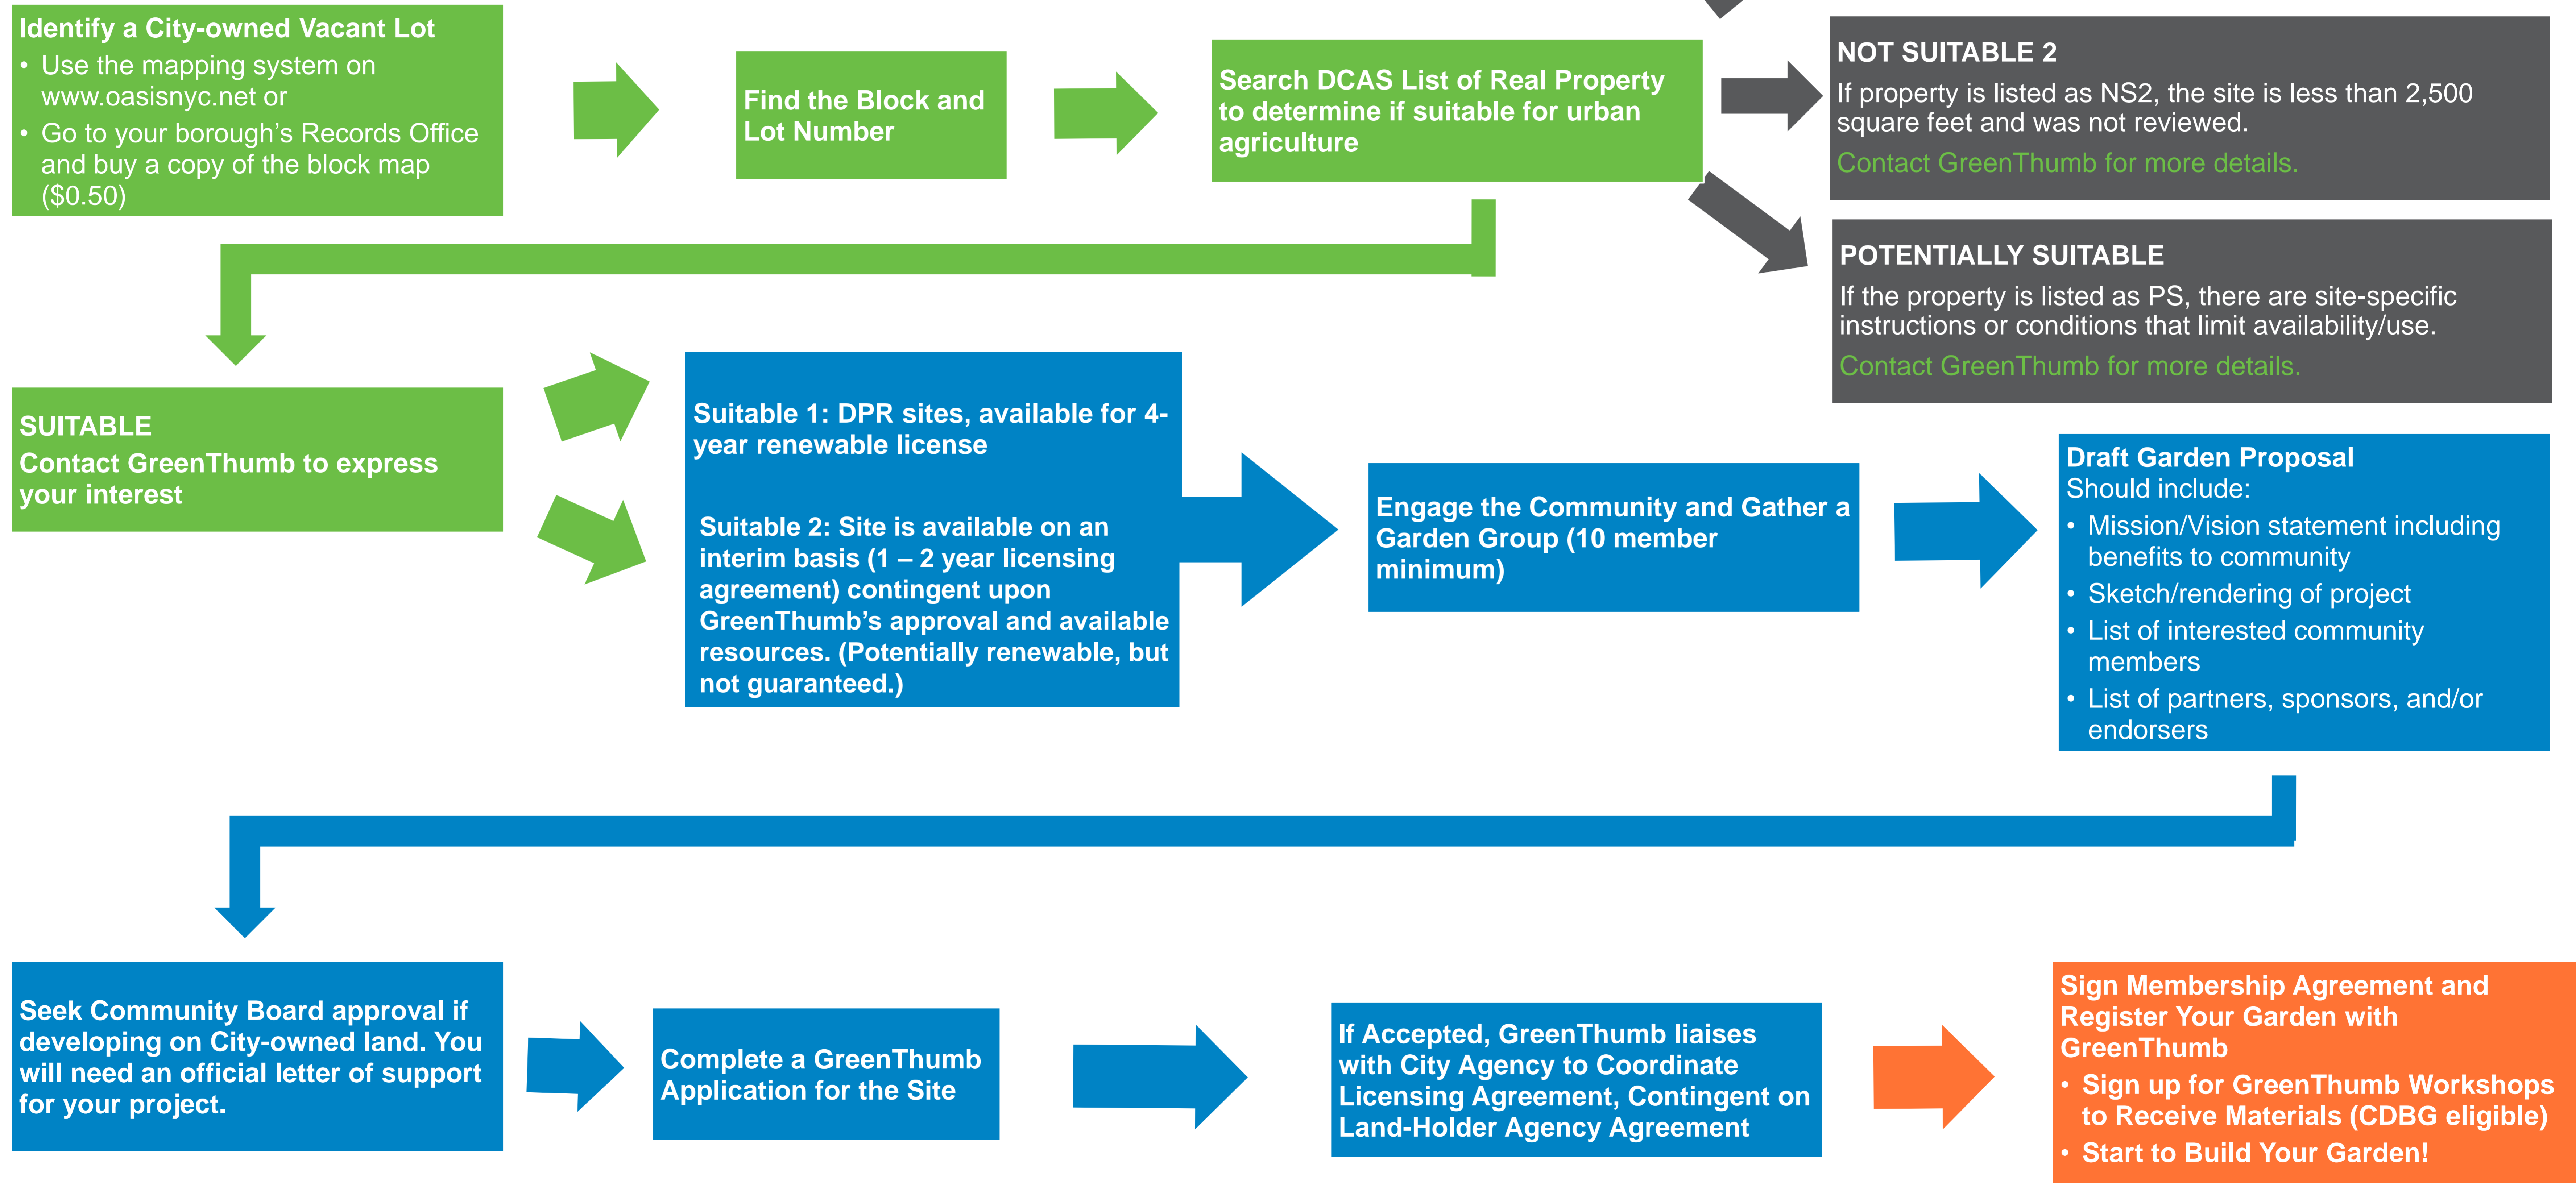 Identify a City-owned Vacant Lot
• Use the mapping system on
www.oasisnyc.net or
• Go to your borough’s Records Office
and buy a copy of the block map
($0.50)
Find the Block and
Lot Number
Search DCAS List of Real Property
to determine if suitable for urban
agriculture
NOT SUITABLE 2
If property is listed as NS2, the site is less than 2,500
square feet and was not reviewed.
Contact GreenThumb for more details.
POTENTIALLY SUITABLE
If the property is listed as PS, there are site-specific
instructions or conditions that limit availability/use.
Contact GreenThumb for more details.
SUITABLE
Contact GreenThumb to express
your interest
Suitable 1: DPR sites, available for 4-
year renewable license
Suitable 2: Site is available on an
interim basis (1 – 2 year licensing
agreement) contingent upon
GreenThumb’s approval and available
resources. (Potentially renewable, but
not guaranteed.)
Engage the Community and Gather a
Garden Group (10 member
minimum)
Draft Garden Proposal
Should include:
• Mission/Vision statement including
benefits to community
• Sketch/rendering of project
• List of interested community
members
• List of partners, sponsors, and/or
endorsers
Seek Community Board approval if
developing on City-owned land. You
will need an official letter of support
for your project.
Complete a GreenThumb
Application for the Site
If Accepted, GreenThumb liaises
with City Agency to Coordinate
Licensing Agreement, Contingent on
Land-Holder Agency Agreement
Sign Membership Agreement and
Register Your Garden with
GreenThumb
• Sign up for GreenThumb Workshops
to Receive Materials (CDBG eligible)
• Start to Build Your Garden!